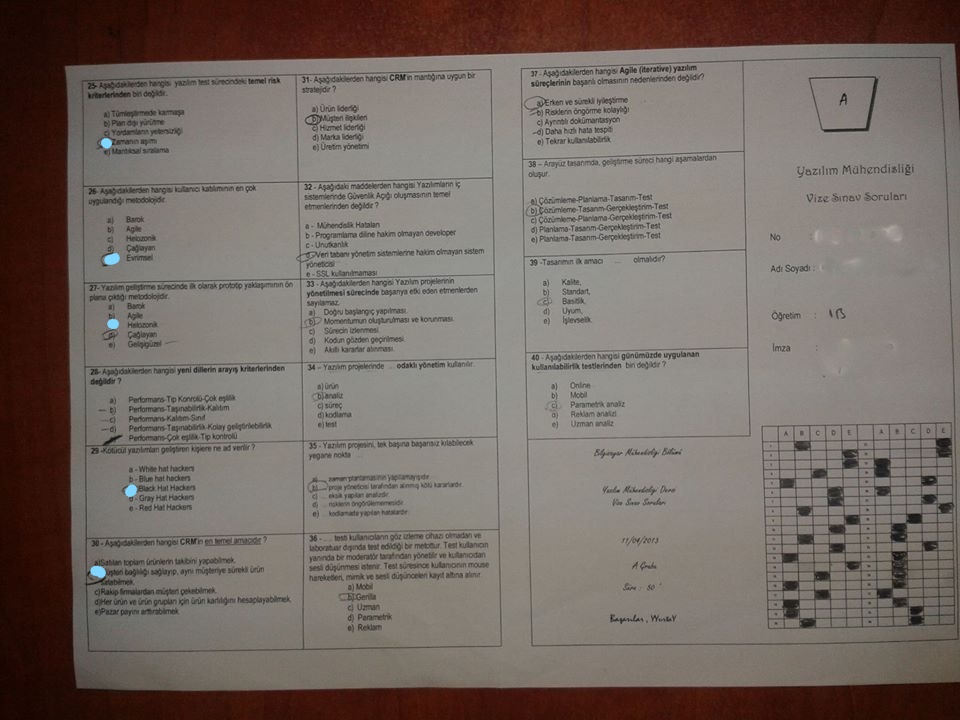 25- Aşağıdakilerden hangisi yazılım test sürecindeki temel risk
kriterlerinden biri değildir.
a) Tümleştirmede karmaşa
b) Plan dışı yürütme
c) Yordamların yetersizliği
Zamanın aşımı
e) Mantıksal sıralama
26- Aşağıdakilerden hangisi kullanıcı katılımının en çok
uygulandığı metodolojidir.
a) Barok
b) Agile
c) Helozonik
d) Çağlayan
Evrimsel
27- Yazılım geliştirme sürecinde ilk olarak prototip yaklaşımının ön
plana çıktığı metodolojidir.
a) Barok
b) Agile
Helozonik
d) Çağlayan
e) Gelişigüzel
28- Aşağıdakilerden hangisi yeni dillerin arayış kriterlerinden
değildir ?
a) Performans-Tip Konrolü-Çok eşlilik
b) Performans-Taşınabilirlik-Kalıtım
c) Performans-Kalıtım-Sınıf
d) Performans-Taşınabilirlik-Kolay geliştirilebilirlik
Performans-Çok eşlilik-Tip kontrolü
29 -Kötücül yazılımları geliştiren kişilere ne ad verilir ?
a - White hat hackers
b - Blue hat hackers
Black Hat Hackers
d - Gray Hat Hackers
e - Red Hat Hackers
30 - Aşağıdakilerden hangisi CRM'in en temel amacıdır ?
a)Satılan toplam ürünlerin takibini yapabilmek.
müşteri bağlılığı sağlayıp, aynı müşteriye sürekli ürün
satabilmek.
c)Rakip firmalardan müşteri çekebilmek.
d)Her ürün ve ürün grupları için ürün karlılığını hesaplayabilmek.
e)Pazar payını arttırabilmek
31- Aşağıdakilerden hangisi CRM'in mantığına uygun bir
stratejidir ?
a) Ürün liderliği
b) Müşteri ilişkileri
c) Hizmet liderliği
d) Marka liderliği
e) Üretim yönetimi
32 - Aşağıdaki maddelerden hangisi Yazılımların iç
sistemlerinde Güvenlik Açığı oluşmasının temel
etmenlerinden değildir ?
a - Mühendislik Hataları
b - Programlama diline hakim olmayan developer
c - Unutkanlık
d - Veri tabanı yönetim sistemlerine hakim olmayan sistem
yöneticisi
e - SSL kullanılmaması
33 - Aşağıdakilerden hangisi Yazılım projelerinin
yönetilmesi sürecinde başarıya etki eden etmenlerden
sayılamaz.
a) Doğru başlangıç yapılması.
b) Momentumun oluşturulması ve korunması.
c) Sürecin izlenmesi.
d) Kodun gözden geçirilmesi.
e) Akıllı kararlar alınması.
34 – Yazılım projelerinde ... odaklı yönetim kullanılır.
a) ürün
b) analiz
c) süreç
d) kodlama
e) test
35 - Yazılım projesini, tek başına başarısız kılabilecek
yegane nokta ...
a) .. zaman planlamasının yapılamayışıdır.
b) .. proje yöneticisi tarafından alınmış kötü kararlardır.
c) .. eksik yapılan analizdir.
d) .. risklerin öngörülememesidir.
e) .. kodlamada yapılan hatalardır.
36 - ... testi kullanıcıların göz izleme cihazı olmadan ve
laboratuar dışında test edildiği bir metottur. Test kullanıcın
yanında bir moderatör tarafından yönetilir ve kullanıcıdan
sesli düşünmesi istenir. Test süresince kullanıcının mouse
hareketleri, mimik ve sesli düşünceleri kayıt altına alınır.
a) Mobil
b) Gerilla
c) Uzman
d) Parametrik
e) Reklam
37 - Aşağıdakilerden hangisi Agile (iterative) yazılım
süreçlerinin başarılı olmasının nedenlerinden değildir?
a) Erken ve sürekli iyileştirme
b) Risklerin öngörme kolaylığı
c) Ayrıntılı dokümantasyon
d) Daha hızlı hata tespiti
e) Tekrar kullanılabilirlik
38 – Arayüz tasarımda, geliştirme süreci hangi aşamalardan
oluşur.
a) Çözümleme-Planlama-Tasarım-Test
b) Çözümleme-Tasarım-Gerçekleştirim-Test
c) Çözümleme-Planlama-Gerçekleştirim-Test
d) Planlama-Tasarım-Gerçekleştirim-Test
e) Planlama-Tasarım-Gerçekleştirim-Test
39 -Tasarımın ilk amacı ... olmalıdır?
a) Kalite,
b) Standart,
c) Basitlik,
d) Uyum,
e) İşlevselik.
40 - Aşağıdakilerden hangisi günümüzde uygulanan
kullanılabilirlik testlerinden biri değildir ?
a) Online
b) Mobil
c) Parametrik analiz
d) Reklam analizi
e) Uzman analiz
Bilgisayar Mühendisliği Bölümü
Yazılım Mühendisliği Dersi
Vize Sınav Soruları
11/04/2013
A Grubu
Süre : 50 '
Başarılar,
A
Yazılım Mühendisliği
Vize Sınav Soruları
No
Adı Soyadı :
Öğretim :
İmza :
A B C D E A B C D E